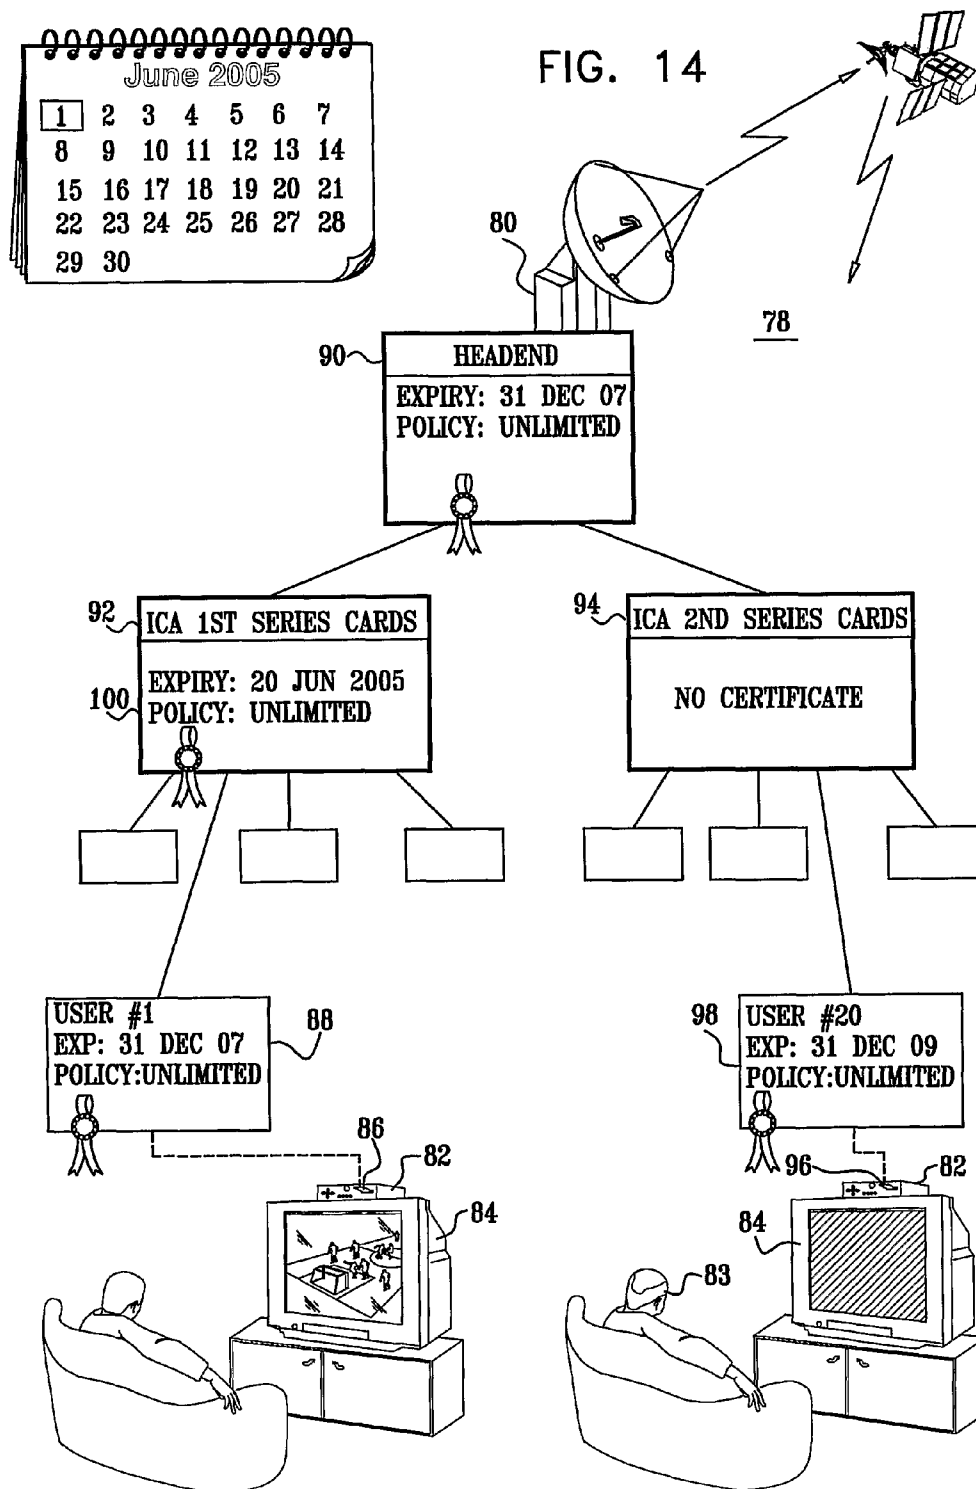 June 2005
1 2 3 4 5 6 7
8 9 10 11 12 13 14
15 16 17 18 19 20 21
22 23 24 25 26 27 28
29 30
FIG. 14
80
78
90
HEADEND
EXPIRY: 31 DEC 07
POLICY: UNLIMITED
92
ICA 1ST SERIES CARDS
EXPIRY: 20 JUN 2005
100
POLICY: UNLIMITED
94
ICA 2ND SERIES CARDS
NO CERTIFICATE
USER #1
EXP: 31 DEC 07
POLICY:UNLIMITED
88
98
USER #20
EXP: 31 DEC 09
POLICY:UNLIMITED
86
82
84
96
82
84
83